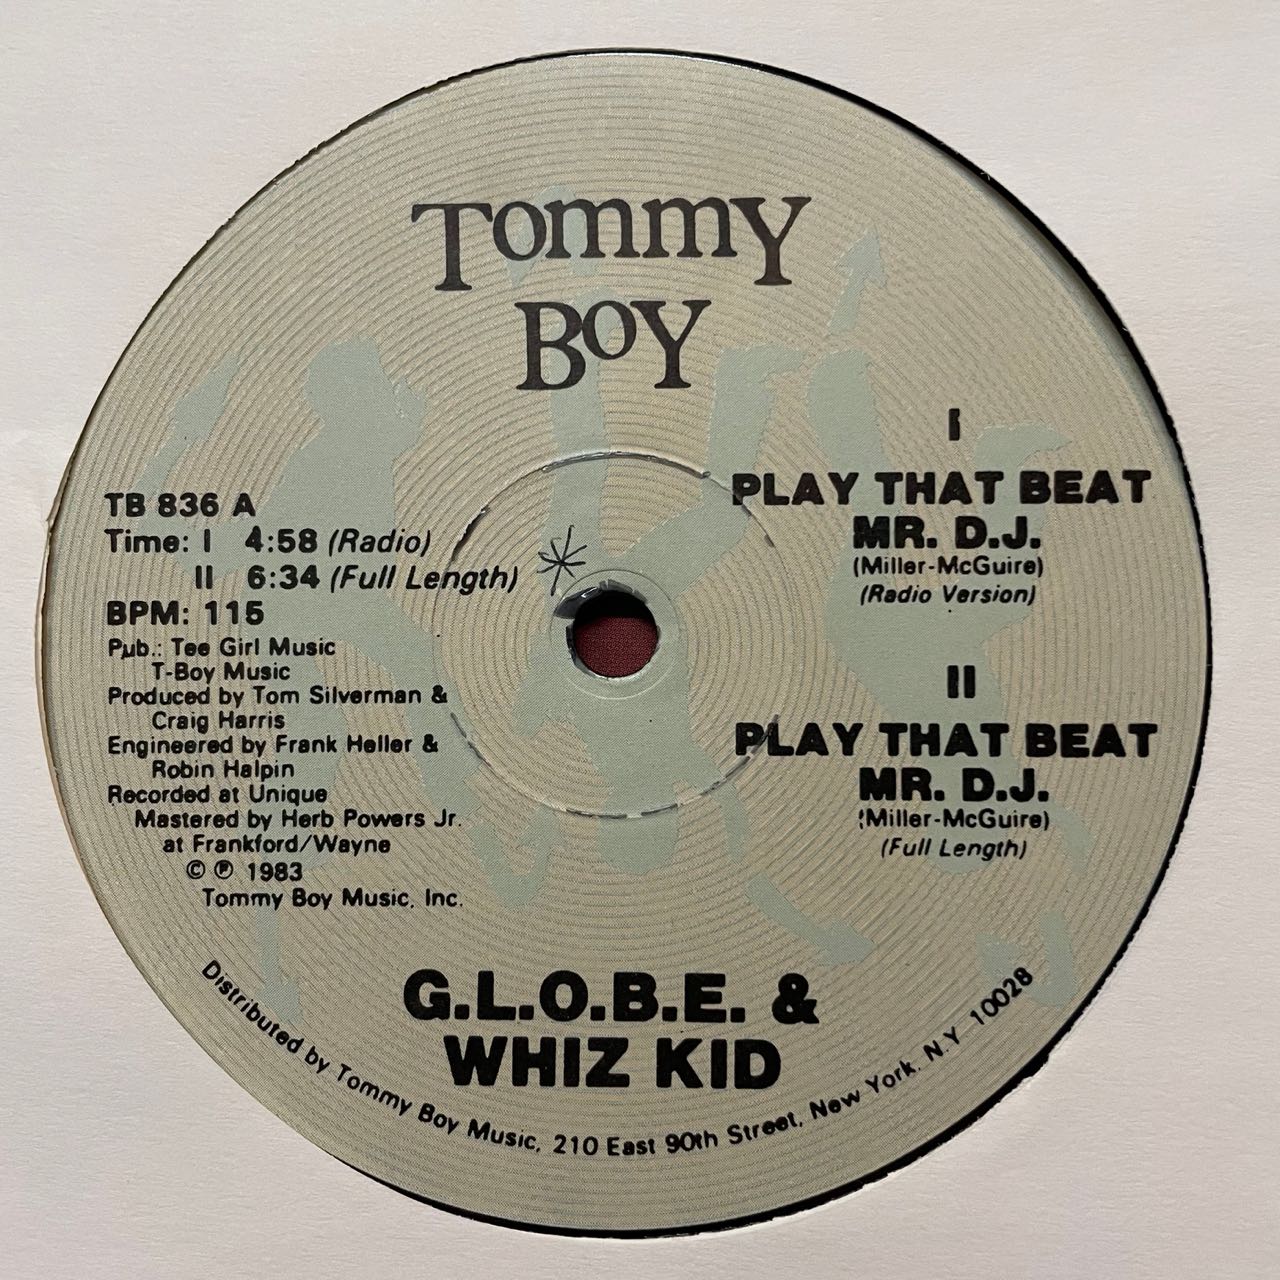 TOMMY
BOY
TB 836 A
Time: I 4:58 (Radio)
II 6:34 (Full Length)
BPM: 115
Pub.: Tee Girl Music
T-Boy Music
Produced by Tom Silverman &
Craig Harris
Engineered by Frank Heller &
Robin Halpin
Recorded at Unique
Mastered by Herb Powers Jr.
at Frankford/Wayne
© ℗ 1983
Tommy Boy Music, Inc.
I
PLAY THAT BEAT
MR. D.J.
(Miller-McGuire)
(Radio Version)
II
PLAY THAT BEAT
MR. D.J.
(Miller-McGuire)
(Full Length)
G.L.O.B.E. &
WHIZ KID
Distributed by Tommy Boy Music, 210 East 90th Street, New York, N.Y. 10028